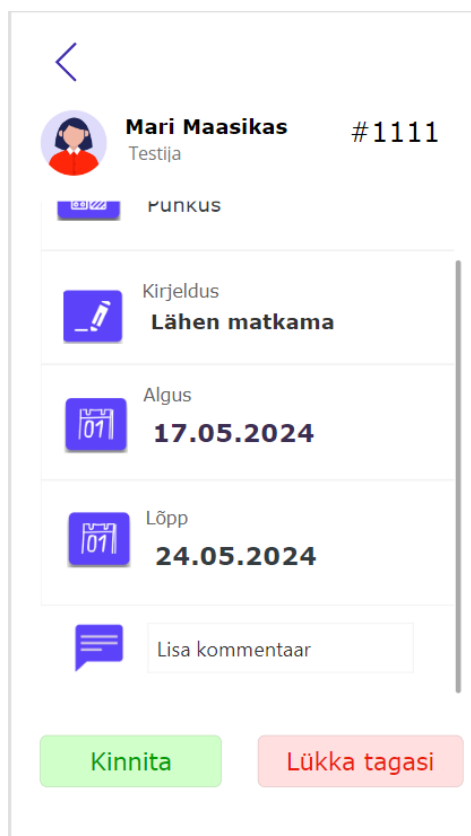 Mari Maasikas
#1111
Testija
Puhkus
Kirjeldus
Lähen matkama
Algus
01
17.05.2024
Lõpp
01
24.05.2024
Lisa kommentaar
Kinnita
Lükka tagasi